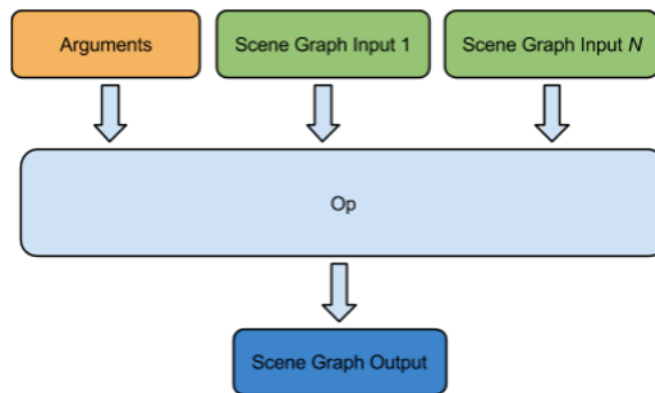 Arguments
Scene Graph Input 1
Scene Graph Input N
Op
Scene Graph Output